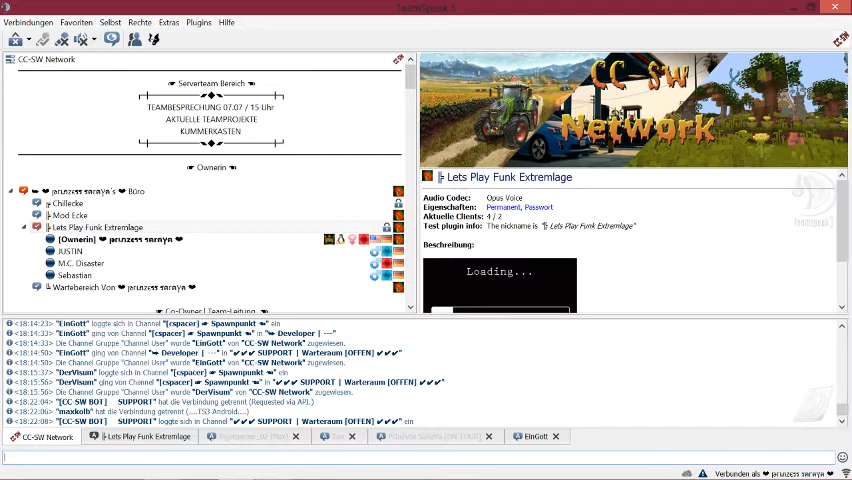 TeamSpeak 3
Verbindungen Favoriten Selbst Rechte Extras Plugins Hilfe
CC-SW Network
Serverteam Bereich
TEAMBESPRECHUNG 07.07 / 15 Uhr
AKTUELLE TEAMPROJEKTE
KUMMERKASTEN
Ownerin
Büro
Chillecke
Mod Ecke
Lets Play Funk Extremlage
[Ownerin]
JUSTIN
M.C. Disaster
Sebastian
Wartebereich Von
Co-Owner | Team-Leitung
CC-SW
Network
Lets Play Funk Extremlage
Audio Codec: Opus Voice
Eigenschaften: Permanent, Passwort
Aktuelle Clients: 4 / 2
Test plugin info: The nickname is "╠ Lets Play Funk Extremlage"
Beschreibung:
Loading...
teamspeak
<18:14:23> "EinGott" loggte sich in Channel "[cspacer] ☛ Spawnpunkt ☚" ein
<18:14:33> "EinGott" ging von Channel "[cspacer] ☛ Spawnpunkt ☚" in "➥ Developer | ---"
<18:14:33> Die Channel Gruppe "Channel User" wurde "EinGott" von "CC-SW Network" zugewiesen.
<18:14:50> "EinGott" ging von Channel "➥ Developer | ---" in "✔✔✔ SUPPORT | Warteraum [OFFEN] ✔✔✔"
<18:14:50> Die Channel Gruppe "Channel User" wurde "EinGott" von "CC-SW Network" zugewiesen.
<18:15:37> "DerVisum" loggte sich in Channel "[cspacer] ☛ Spawnpunkt ☚" ein
<18:15:56> "DerVisum" ging von Channel "[cspacer] ☛ Spawnpunkt ☚" in "✔✔✔ SUPPORT | Warteraum [OFFEN] ✔✔✔"
<18:15:56> Die Channel Gruppe "Channel User" wurde "DerVisum" von "CC-SW Network" zugewiesen.
<18:22:04> "[CC-SW BOT] SUPPORT" hat die Verbindung getrennt (Requested via API.)
<18:22:06> "maxkolb" hat die Verbindung getrennt (....TS3 Android....)
<18:22:08> "[CC-SW BOT] SUPPORT" loggte sich in Channel "✔✔✔ SUPPORT | Warteraum [OFFEN] ✔✔✔" ein
CC-SW Network
Lets Play Funk Extremlage
EinGott
Verbunden als